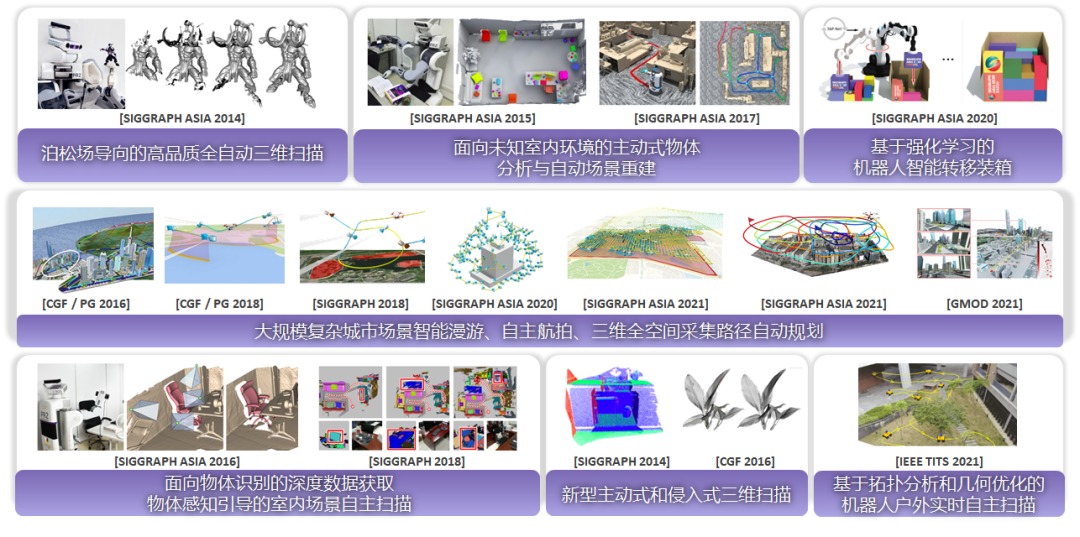 [SIGGRAPH ASIA 2014]
泊松场导向的高品质全自动三维扫描
[SIGGRAPH ASIA 2015]
[SIGGRAPH ASIA 2017]
面向未知室内环境的主动式物体
分析与自动场景重建
[SIGGRAPH ASIA 2020]
基于强化学习的
机器人智能转移装箱
[CGF / PG 2016]
[CGF / PG 2018]
[SIGGRAPH 2018]
[SIGGRAPH ASIA 2020]
[SIGGRAPH ASIA 2021]
[SIGGRAPH ASIA 2021]
[GMOD 2021]
大规模复杂城市场景智能漫游、自主航拍、三维全空间采集路径自动规划
[SIGGRAPH ASIA 2016]
[SIGGRAPH 2018]
面向物体识别的深度数据获取
物体感知引导的室内场景自主扫描
[SIGGRAPH 2014]
[CGF 2016]
新型主动式和侵入式三维扫描
[IEEE TITS 2021]
基于拓扑分析和几何优化的
机器人户外实时自主扫描